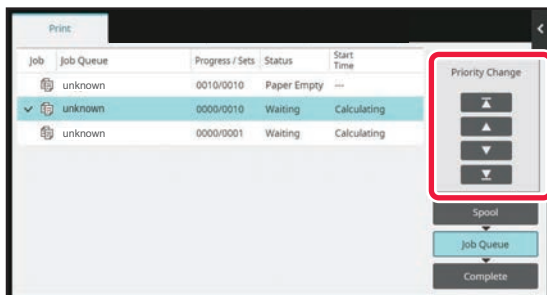 Print
Job Job Queue Progress / Sets Status Start Time
unknown 0010/0010 Paper Empty ---
unknown 0000/0010 Waiting Calculating
unknown 0000/0001 Waiting Calculating
Priority Change
Spool
Job Queue
Complete